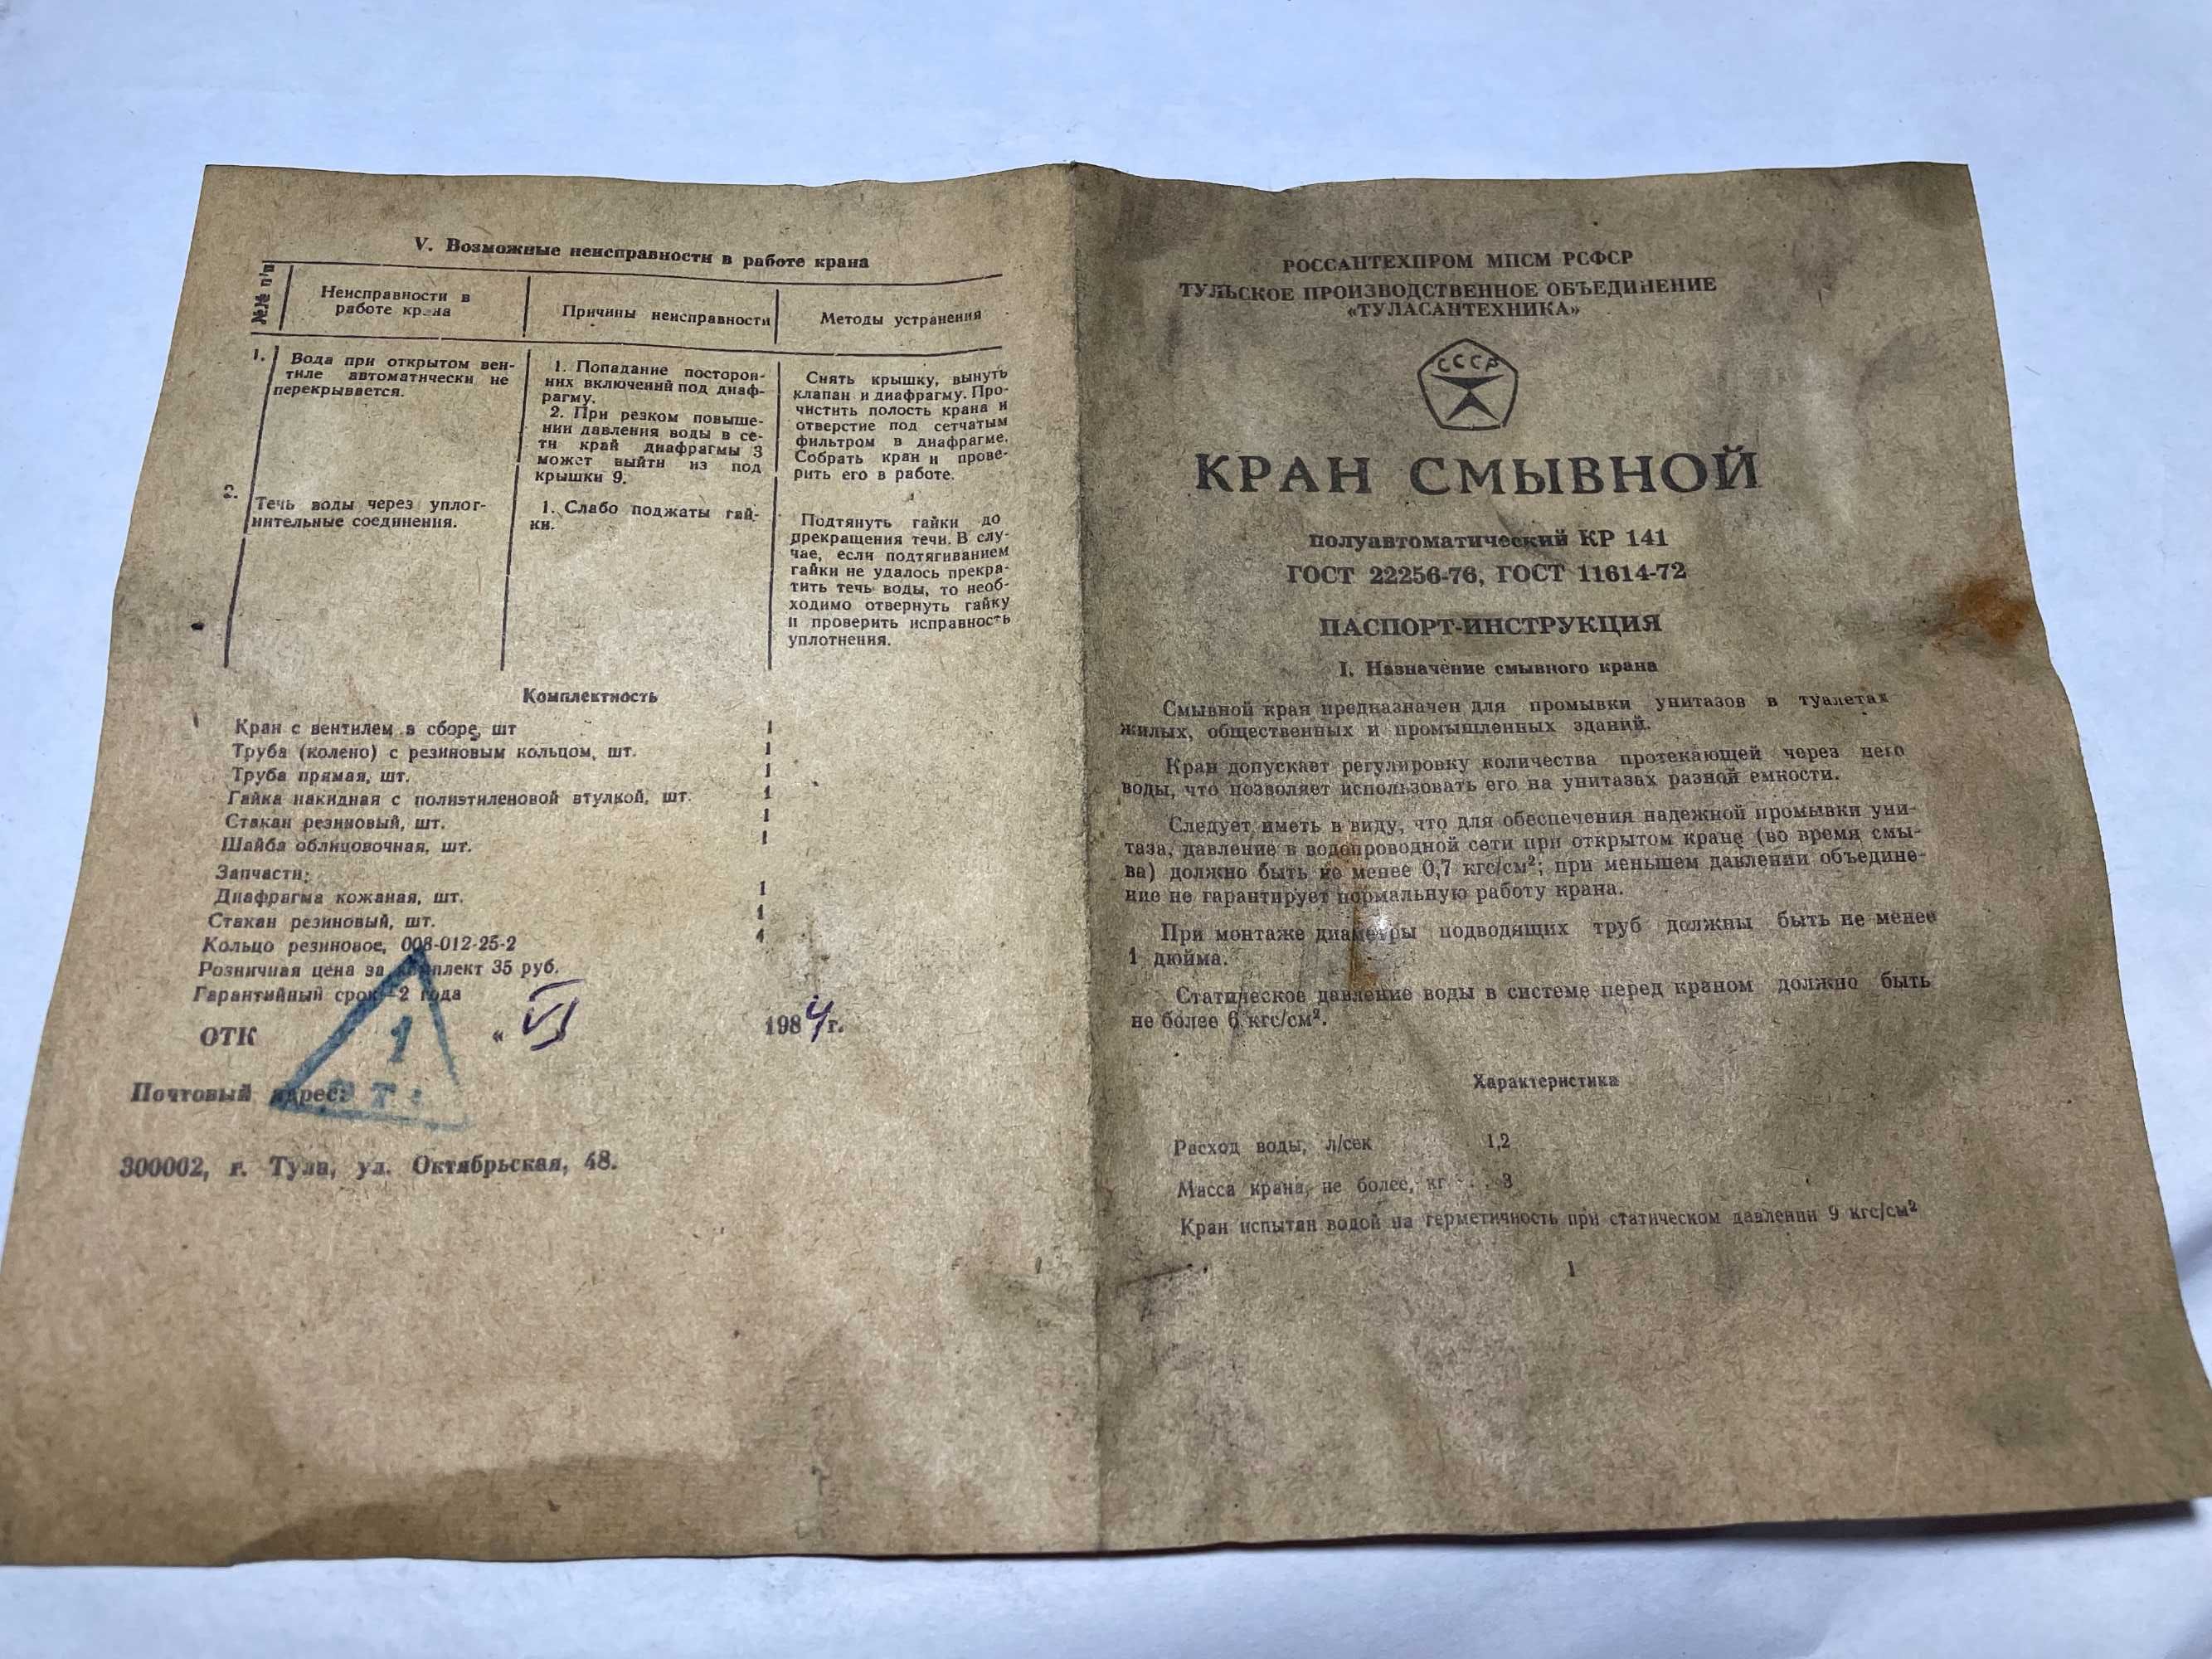 V. Возможные неисправности в работе крана
№№ п/п
Неисправности в
работе крана
Причины неисправности
Методы устранения
1.
Вода при открытом вен-
тиле автоматически не
перекрывается.
1. Попадание посторон-
них включений под диаф-
рагму.
2. При резком повыше-
нии давления воды в се-
ти край диафрагмы 3
может выйти из под
крышки 9.
Снять крышку, вынуть
клапан и диафрагму. Про-
чистить полость крана и
отверстие под сетчатым
фильтром в диафрагме.
Собрать кран и прове-
рить его в работе.
2.
Течь воды через уплот-
нительные соединения.
1. Слабо поджаты гай-
ки.
Подтянуть гайки до
прекращения течи. В слу-
чае, если подтягиванием
гайки не удалось прекра-
тить течь воды, то необ-
ходимо отвернуть гайку
и проверить исправность
уплотнения.
Комплектность
Кран с вентилем в сборе, шт 1
Труба (колено) с резиновым кольцом, шт. 1
Труба прямая, шт. 1
Гайка накидная с полиэтиленовой втулкой, шт. 1
Стакан резиновый, шт. 1
Шайба облицовочная, шт. 1
Запчасти:
Диафрагма кожаная, шт. 1
Стакан резиновый, шт. 1
Кольцо резиновое, 008-012-25-2 4
Розничная цена за комплект 35 руб.
Гарантийный срок—2 года
ОТК « VI 1984 г.
1
Почтовый адрес:
300002, г. Тула, ул. Октябрьская, 48.
РОССАНТЕХПРОМ МПСМ РСФСР
ТУЛЬСКОЕ ПРОИЗВОДСТВЕННОЕ ОБЪЕДИНЕНИЕ
«ТУЛАСАНТЕХНИКА»
СССР
КРАН СМЫВНОЙ
полуавтоматический КР 141
ГОСТ 22256-76, ГОСТ 11614-72
ПАСПОРТ-ИНСТРУКЦИЯ
I. Назначение смывного крана
Смывной кран предназначен для промывки унитазов в туалетах
жилых, общественных и промышленных зданий.
Кран допускает регулировку количества протекающей через него
воды, что позволяет использовать его на унитазах разной емкости.
Следует иметь в виду, что для обеспечения надежной промывки уни-
таза, давление в водопроводной сети при открытом кране (во время смы-
ва) должно быть не менее 0,7 кгс/см²; при меньшем давлении объедине-
ние не гарантирует нормальную работу крана.
При монтаже диаметры подводящих труб должны быть не менее
1 дюйма.
Статическое давление воды в системе перед краном должно быть
не более 6 кгс/см².
Характеристика
Расход воды, л/сек 1,2
Масса крана, не более, кг . . 3
Кран испытан водой на герметичность при статическом давлении 9 кгс/см²
1